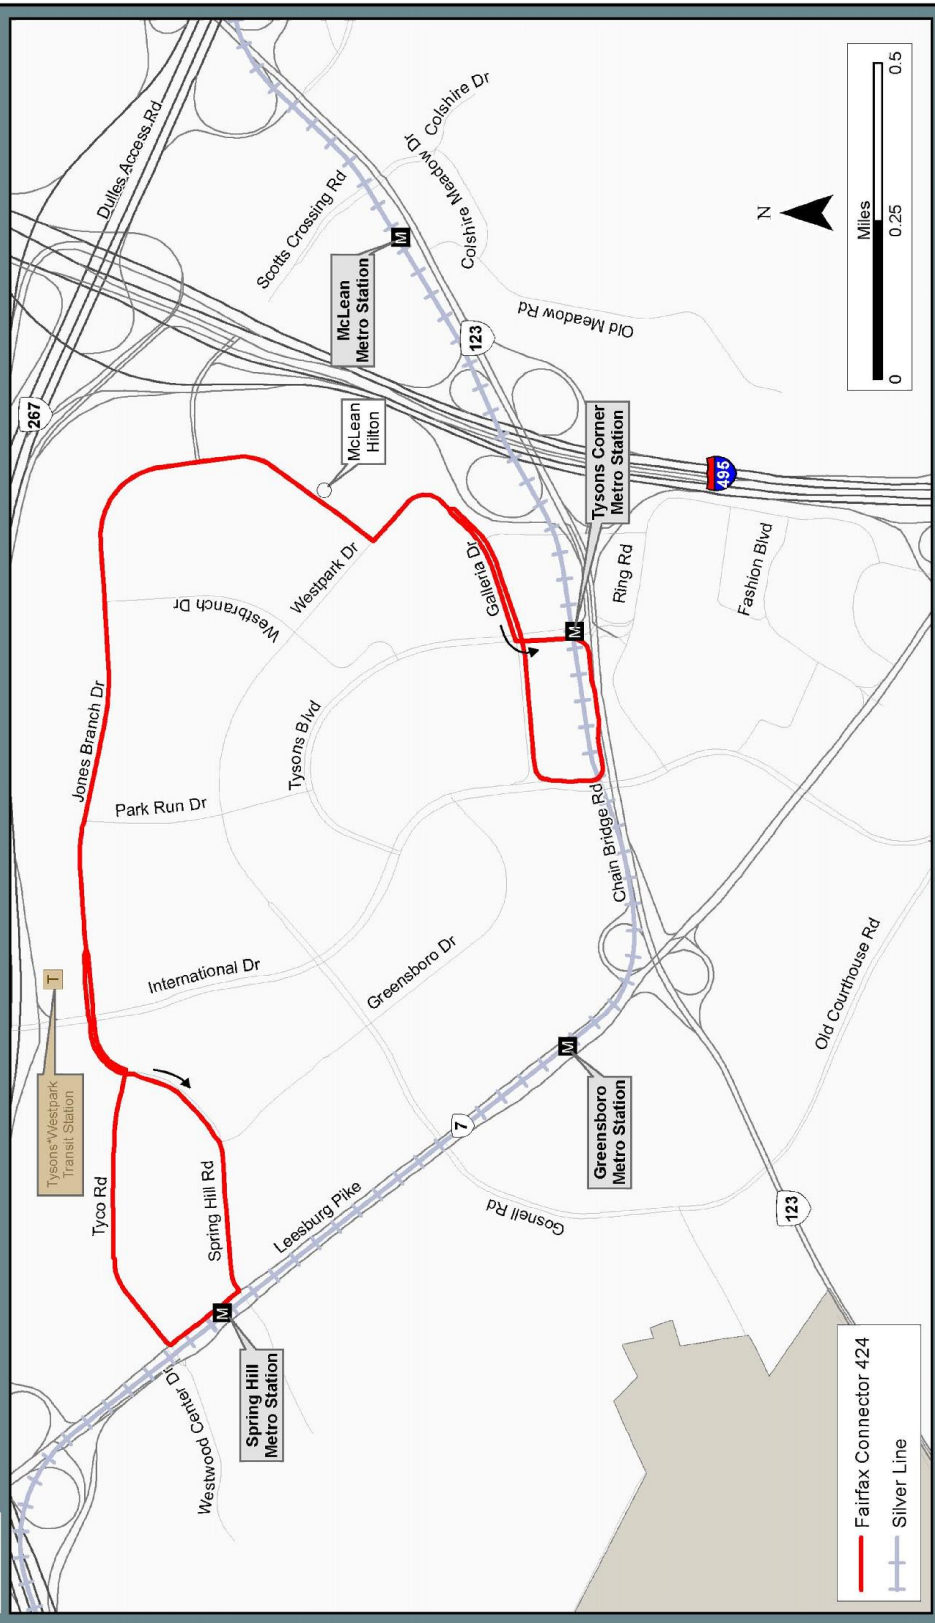 Dulles Access Rd
267
Scotts Crossing Rd
Colshire Dr
Colshire Meadow Dr
McLean
Metro Station
M
123
Old Meadow Rd
N
Miles
0
0.25
0.5
McLean
Hilton
Jones Branch Dr
Westpark Dr
Westbranch Dr
Galleria Dr
Tysons Corner
Metro Station
M
495
Ring Rd
Fashion Blvd
Park Run Dr
Tysons Blvd
Chain Bridge Rd
International Dr
Greensboro Dr
T
Tysons*Westpark
Transit Station
Tyco Rd
Spring Hill Rd
Leesburg Pike
7
Greensboro
Metro Station
M
Gosnell Rd
Old Courthouse Rd
123
Spring Hill
Metro Station
M
Westwood Center Dr
Fairfax Connector 424
Silver Line